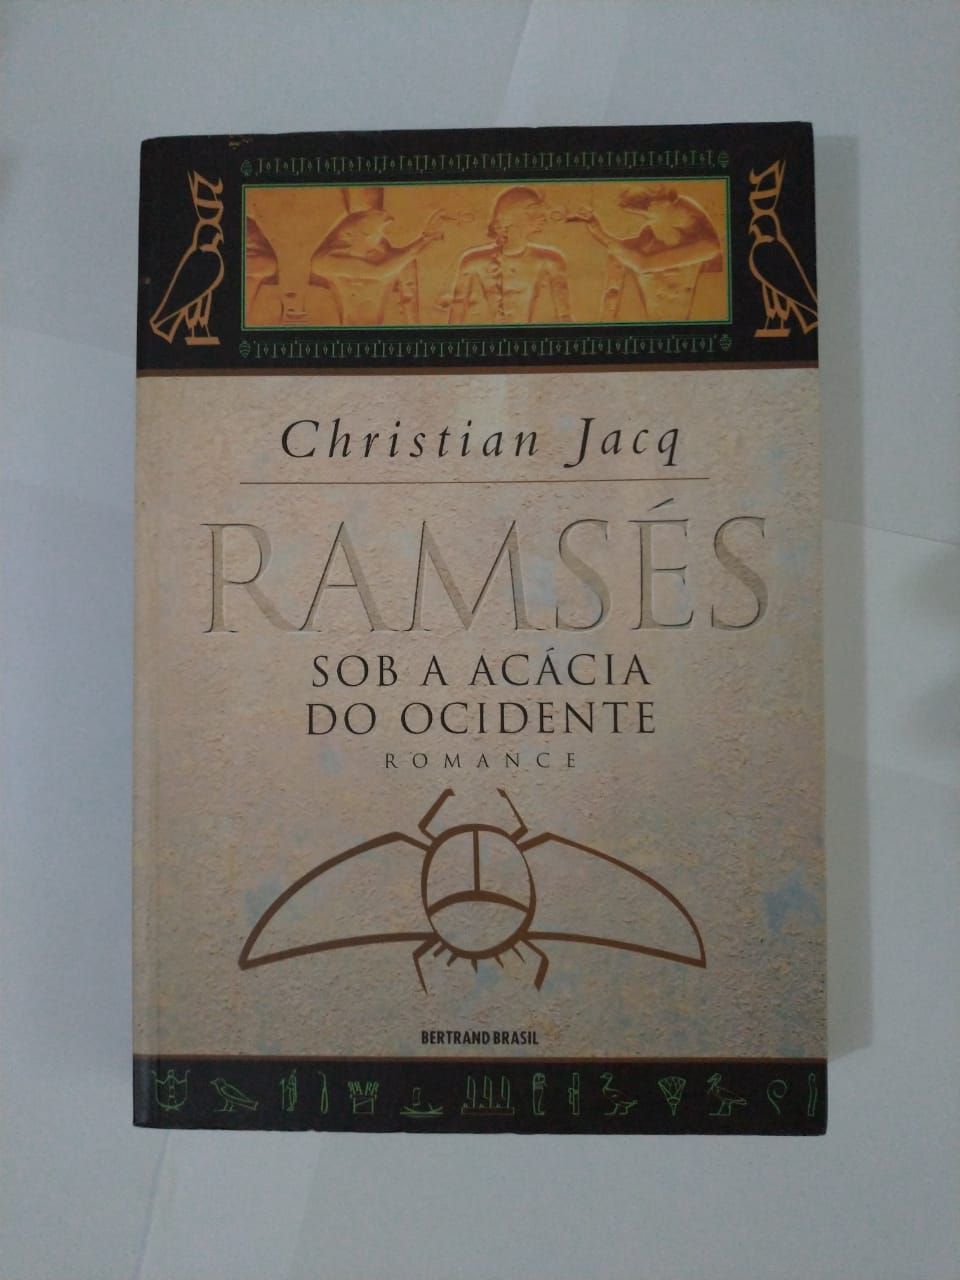 Christian Jacq
RAMSÉS
SOB A ACÁCIA
DO OCIDENTE
ROMANCE
BERTRAND BRASIL